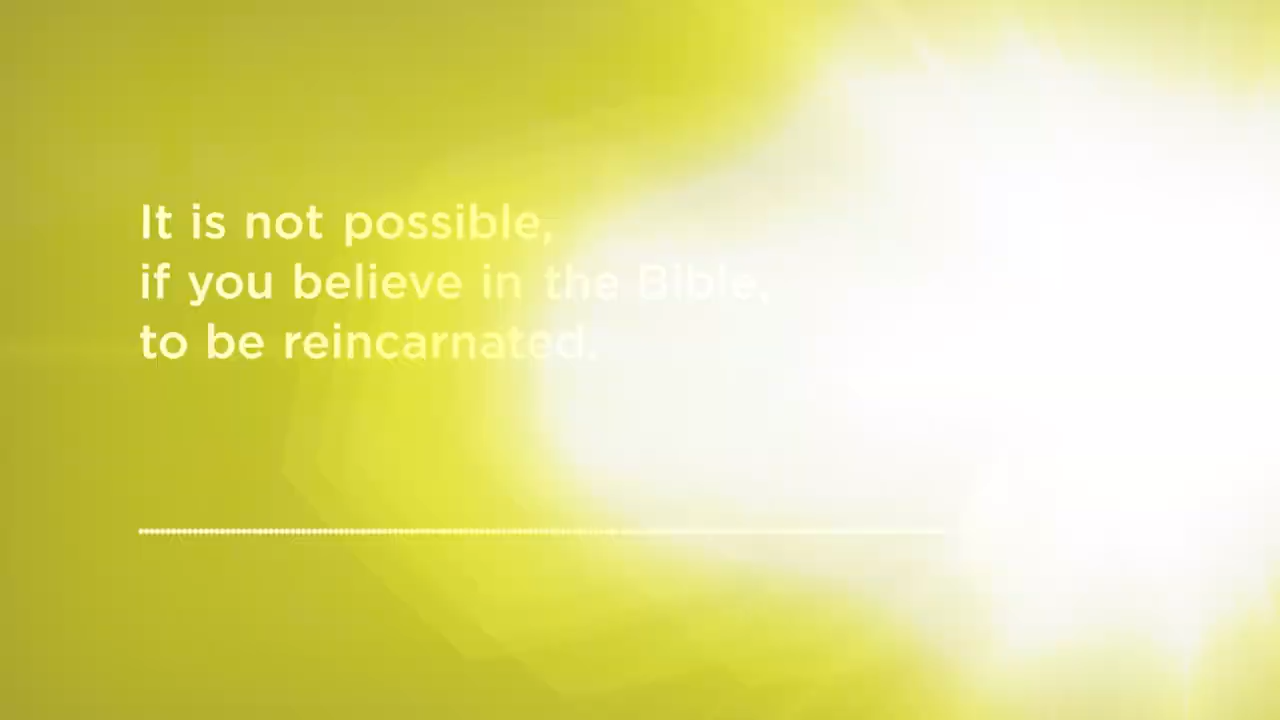 It is not possible,
if you believe in the Bible,
to be reincarnated.